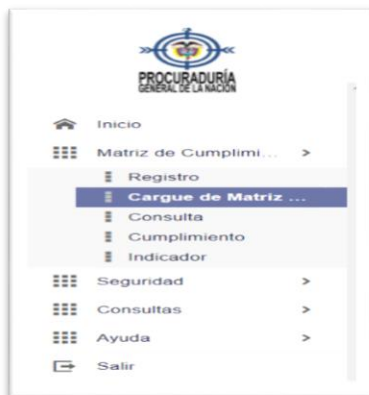 PROCURADURÍA
GENERAL DE LA NACIÓN
Inicio
Matriz de Cumplimi... >
Registro
Cargue de Matriz ...
Consulta
Cumplimiento
Indicador
Seguridad >
Consultas >
Ayuda >
Salir